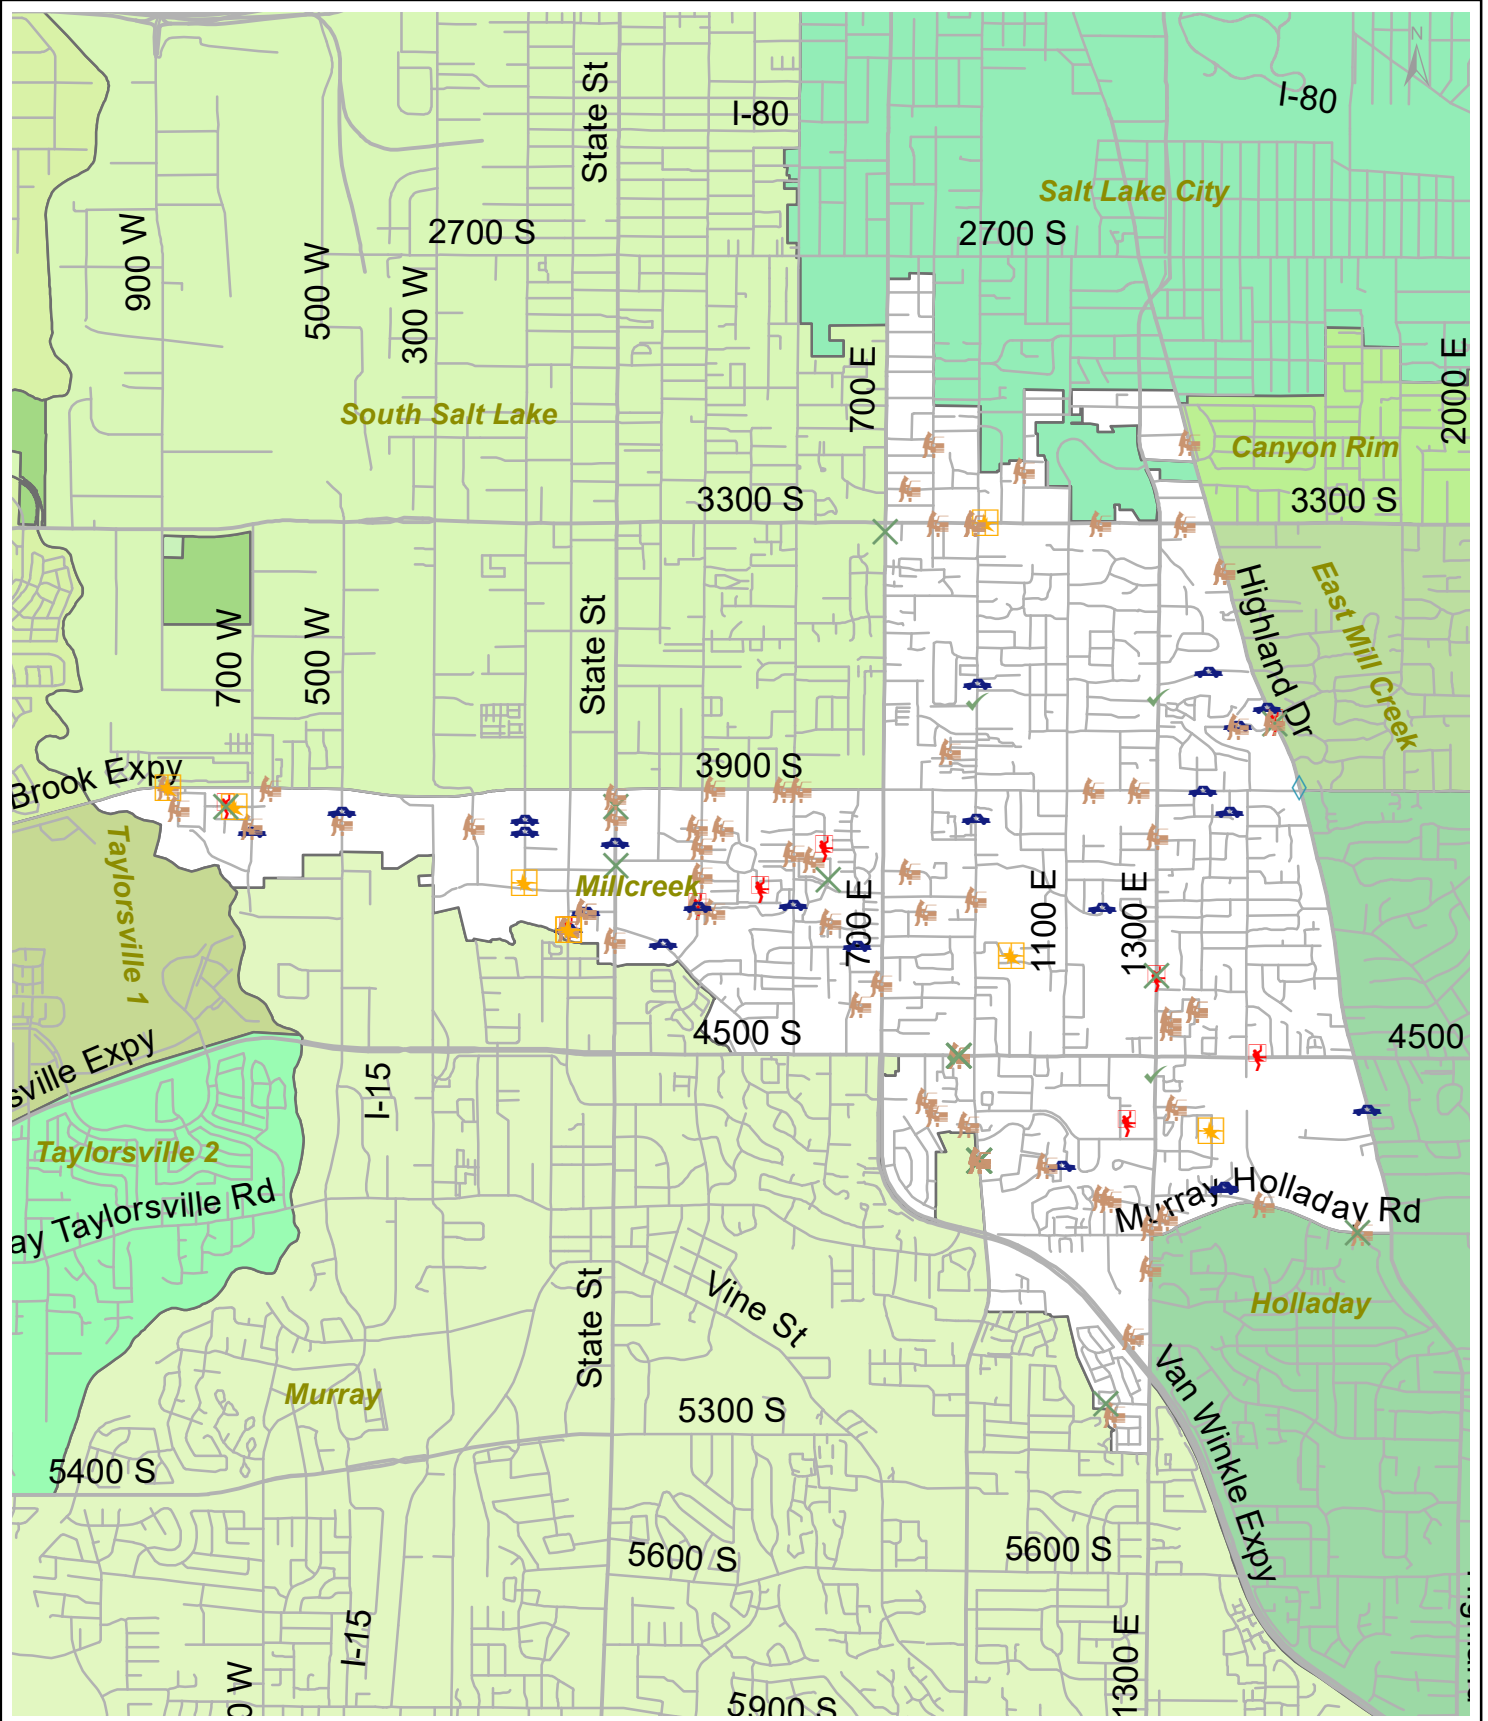 N
I-80
I-80
State St
Salt Lake City
900 W
2700 S
2700 S
500 W
300 W
700 E
2000 E
South Salt Lake
Canyon Rim
3300 S
3300 S
Highland Dr
East Mill Creek
700 W
500 W
State St
3900 S
Brook Expy
Taylorsville 1
Millcreek
700 E
1100 E
1300 E
4500 S
4500
sville Expy
I-15
Taylorsville 2
ay Taylorsville Rd
Murray-Holladay Rd
State St
Vine St
Holladay
Murray
Van Winkle Expy
5300 S
5400 S
5600 S
5600 S
I-15
1300 E
0 W
5900 S